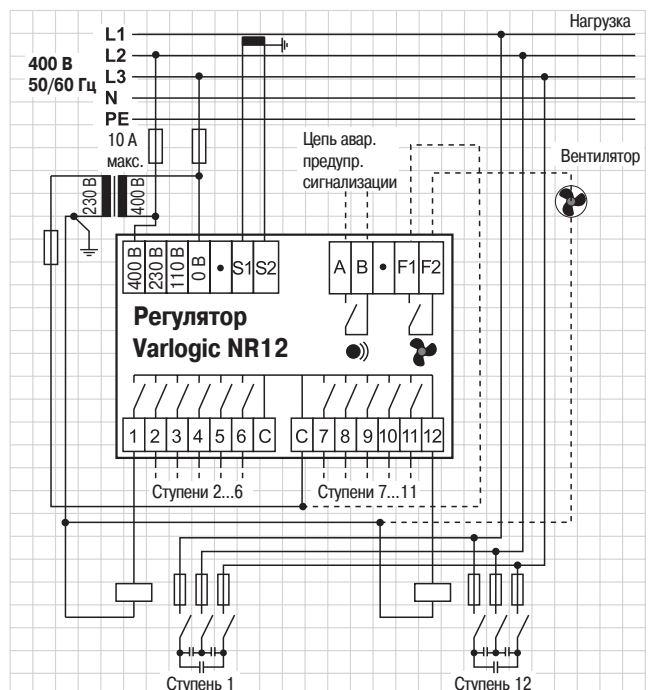 Нагрузка
L1
L2
400 В
50/60 Гц
L3
N
PE
10 А
макс.
Цепь авар.
предупр.
сигнализации
Вентилятор
230 В
400 В
400 В
230 В
110 В
0 В
•
S1
S2
A
B
•
F1
F2
Регулятор
Varlogic NR12
1
2
3
4
5
6
C
C
7
8
9
10
11
12
Ступени 2...6
Ступени 7...11
Ступень 1
Ступень 12